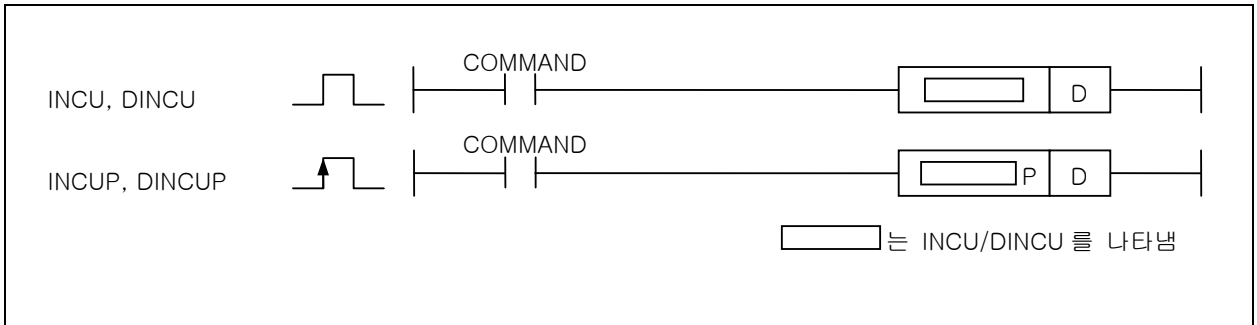 COMMAND
INCU, DINCU D
COMMAND
INCUP, DINCUP P D
는 INCU/DINCU 를 나타냄